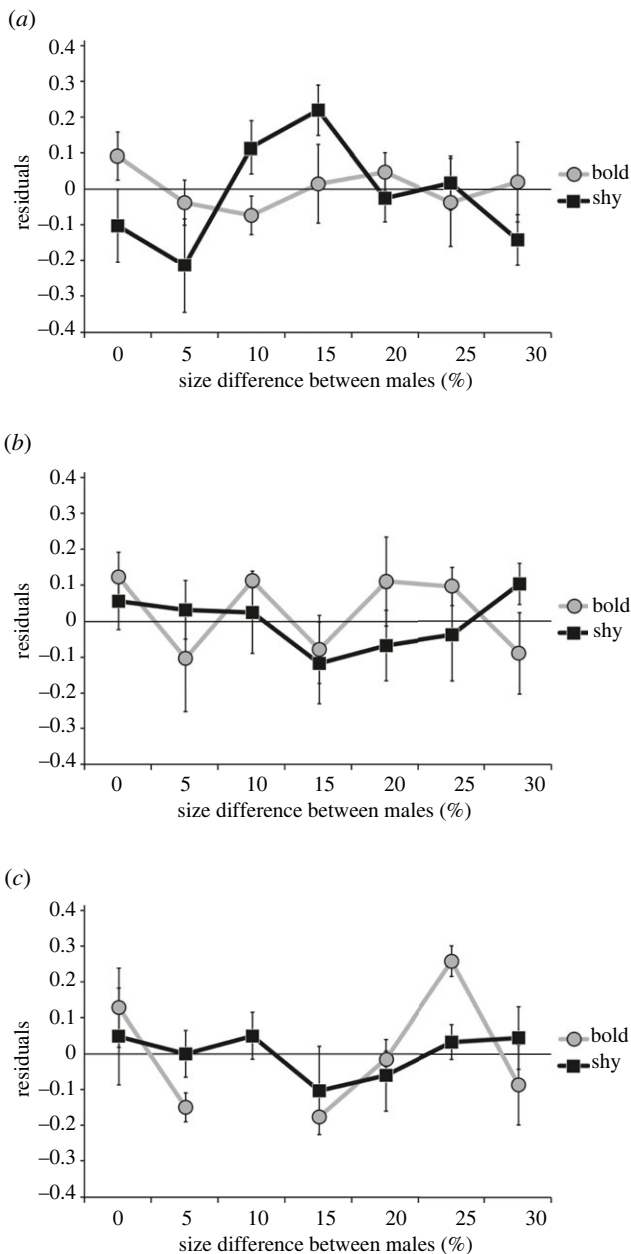 (a)
0.4
0.3
0.2
0.1
0
–0.1
–0.2
–0.3
–0.4
residuals
bold
shy
0 5 10 15 20 25 30
size difference between males (%)
(b)
0.4
0.3
0.2
0.1
0
–0.1
–0.2
–0.3
–0.4
residuals
bold
shy
0 5 10 15 20 25 30
size difference between males (%)
(c)
0.4
0.3
0.2
0.1
0
–0.1
–0.2
–0.3
–0.4
residuals
bold
shy
0 5 10 15 20 25 30
size difference between males (%)